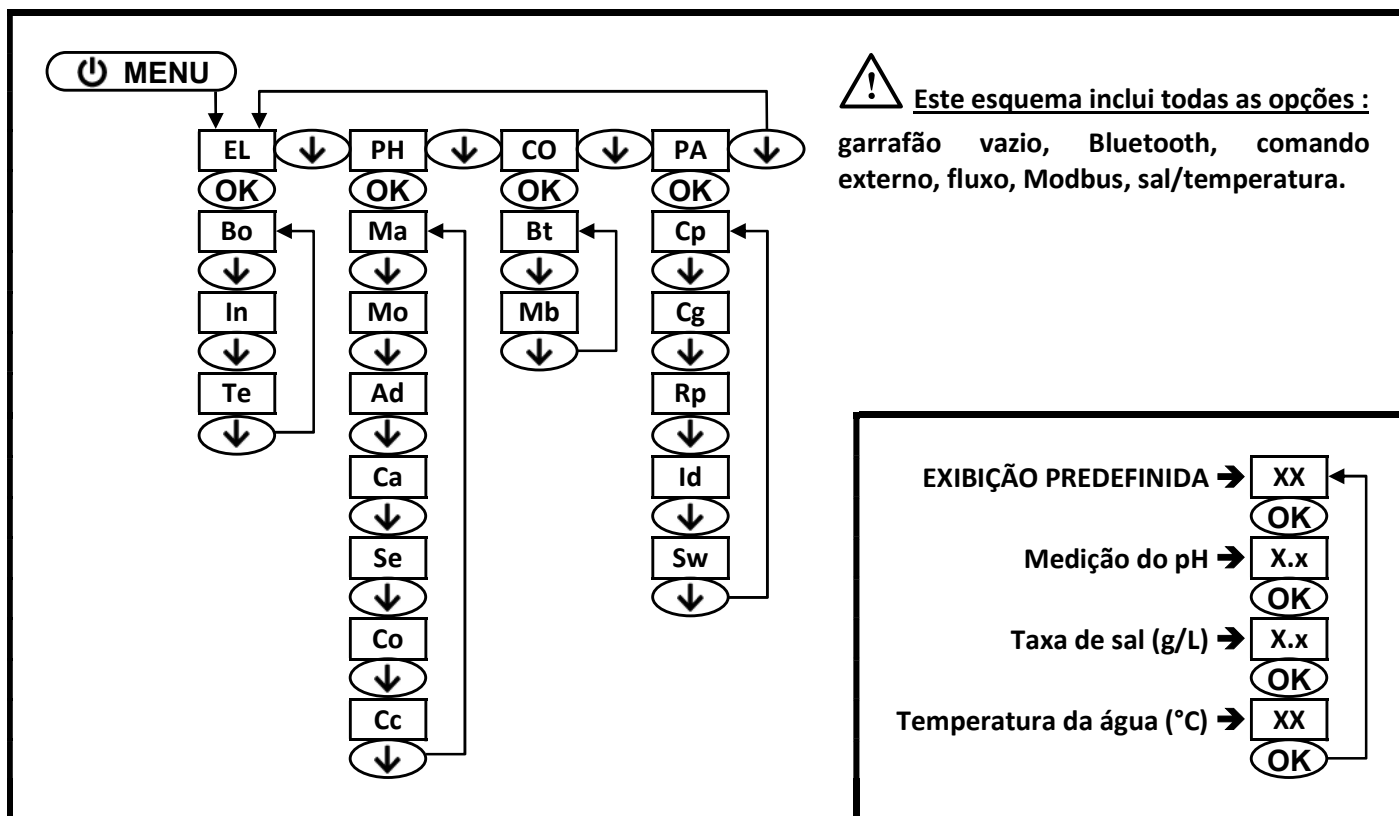 MENU
Este esquema inclui todas as opções :
garrafão vazio, Bluetooth, comando
externo, fluxo, Modbus, sal/temperatura.
EL PH CO PA
OK OK OK OK
Bo Ma Bt Cp
In Mo Mb Cg
Te Ad Rp
Ca Id
Se Sw
Co
Cc
EXIBIÇÃO PREDEFINIDA ➔ XX
OK
Medição do pH ➔ X.x
OK
Taxa de sal (g/L) ➔ X.x
OK
Temperatura da água (°C) ➔ XX
OK